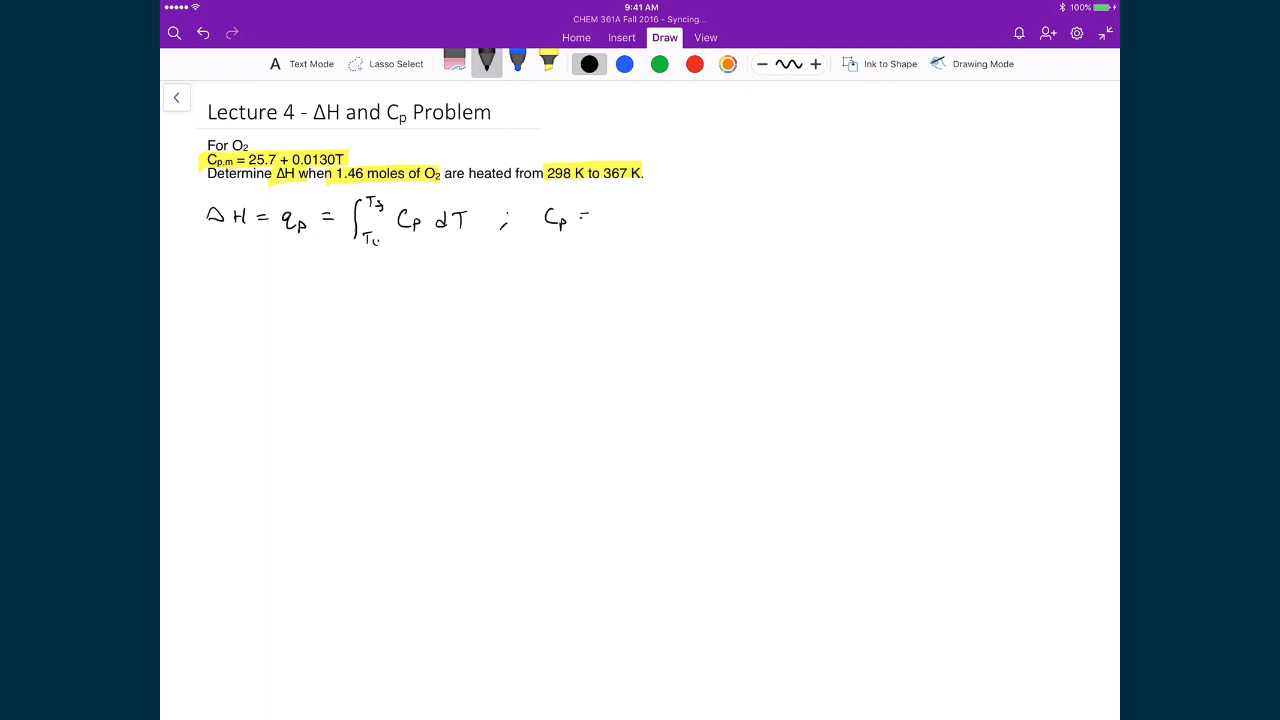 9:41 AM
100%
CHEM 361A Fall 2016 - Syncing...
Home Insert Draw View
A Text Mode Lasso Select Ink to Shape Drawing Mode
Lecture 4 - ΔH and Cₚ Problem
For O₂
Cₚ,ₘ = 25.7 + 0.0130T
Determine ΔH when 1.46 moles of O₂ are heated from 298 K to 367 K.
ΔH = qₚ = ∫ Tᵢ Tf Cₚ dT ; Cₚ =